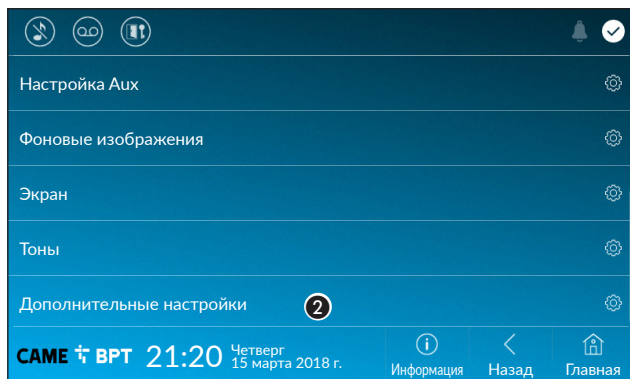 Настройка Aux
Фоновые изображения
Экран
Тоны
Дополнительные настройки 2
CAME BPT 21:20 Четверг
15 марта 2018 г.
Информация Назад Главная